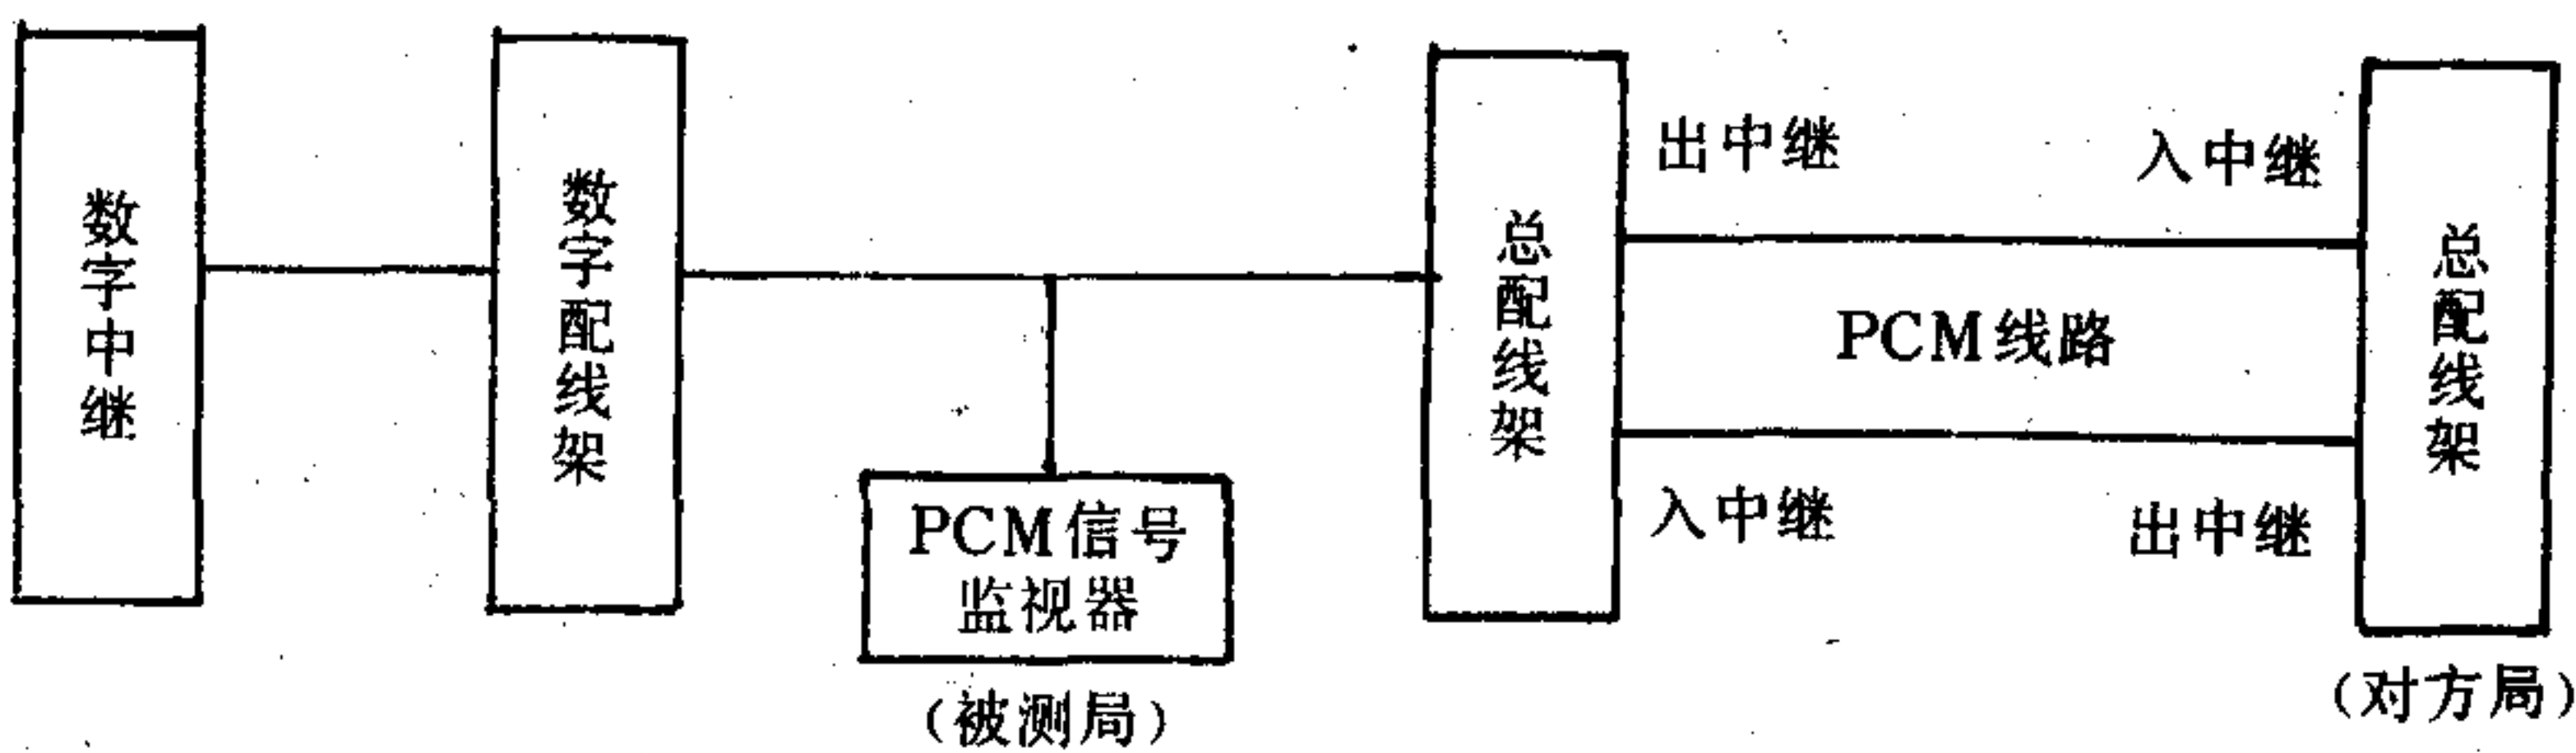 数字中继
数字配线架
PCM信号
监视器
(被测局)
总配线架
出中继
入中继
PCM线路
入中继
出中继
总配线架
(对方局)